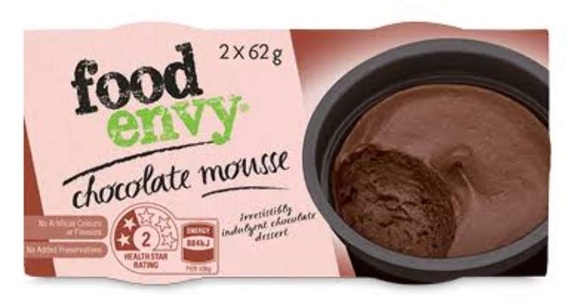 2 X 62g
food
envy®
chocolate mousse
Irresistibly
indulgent chocolate
dessert
No Artificial Colours
or Flavours
No Added Preservatives
2
HEALTH STAR
RATING
ENERGY
884kJ
PER 100g